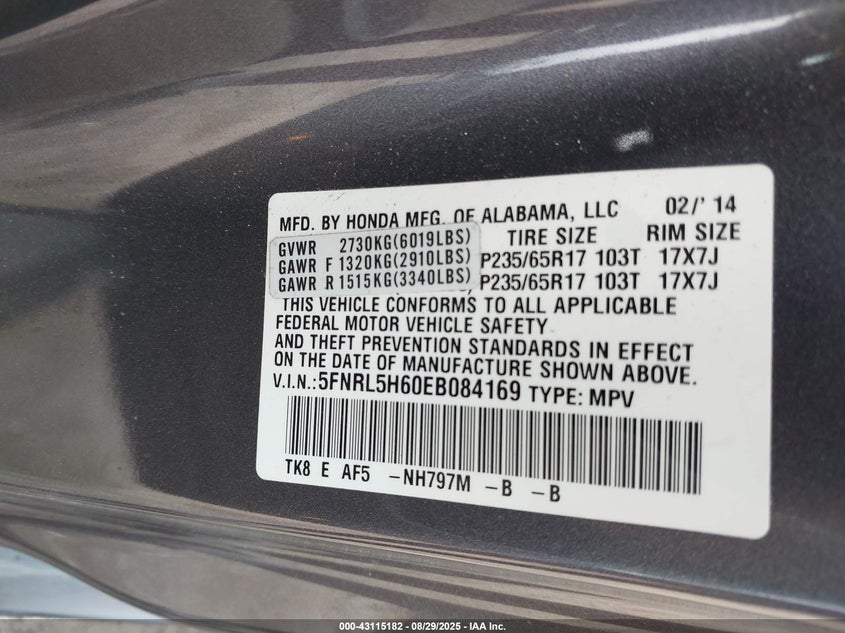 MFD. BY HONDA MFG. OF ALABAMA, LLC 02/' 14
GVWR 2730KG(6019LBS) TIRE SIZE RIM SIZE
GAWR F 1320KG(2910LBS) P235/65R17 103T 17X7J
GAWR R 1515KG(3340LBS) P235/65R17 103T 17X7J
THIS VEHICLE CONFORMS TO ALL APPLICABLE
FEDERAL MOTOR VEHICLE SAFETY
AND THEFT PREVENTION STANDARDS IN EFFECT
ON THE DATE OF MANUFACTURE SHOWN ABOVE.
V.I.N.:5FNRL5H60EB084169 TYPE: MPV
TK8 E AF5 -NH797M -B -B
000-43115182 - 08/29/2025 - IAA Inc.